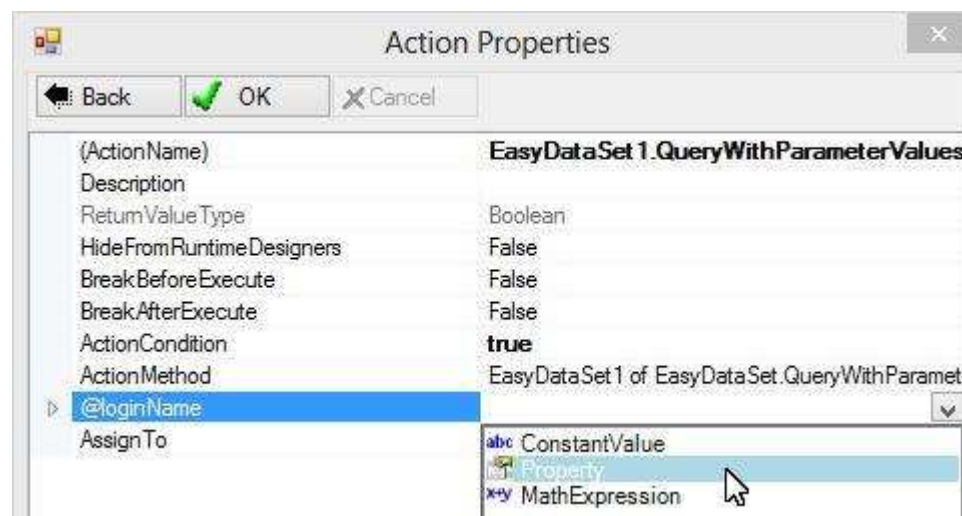 Action Properties
Back OK Cancel
(ActionName) EasyDataSet1.QueryWithParameterValues
Description
ReturnValueType Boolean
HideFromRuntimeDesigners False
BreakBeforeExecute False
BreakAfterExecute False
ActionCondition true
ActionMethod EasyDataSet1 of EasyDataSet.QueryWithParamet
@loginName
AssignTo
abc ConstantValue
Property
x+y MathExpression